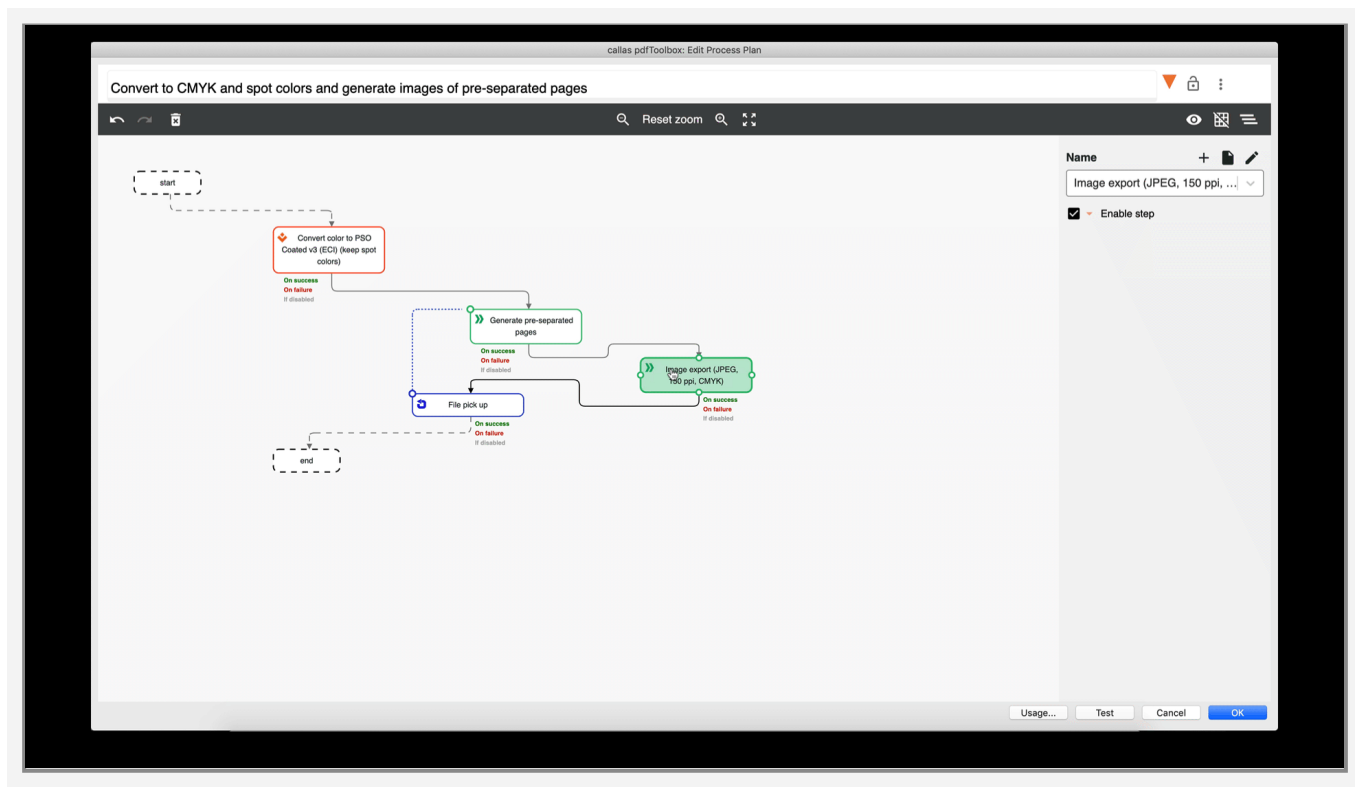 callas pdfToolbox: Edit Process Plan
Convert to CMYK and spot colors and generate images of pre-separated pages
Reset zoom
start
Convert color to PSO
Coated v3 (ECI) (keep spot
colors)
On success
On failure
If disabled
Generate pre-separated
pages
On success
On failure
If disabled
Image export (JPEG,
150 ppi, CMYK)
On success
On failure
If disabled
File pick up
On success
On failure
If disabled
end
Name
Image export (JPEG, 150 ppi, ...
Enable step
Usage...
Test
Cancel
OK